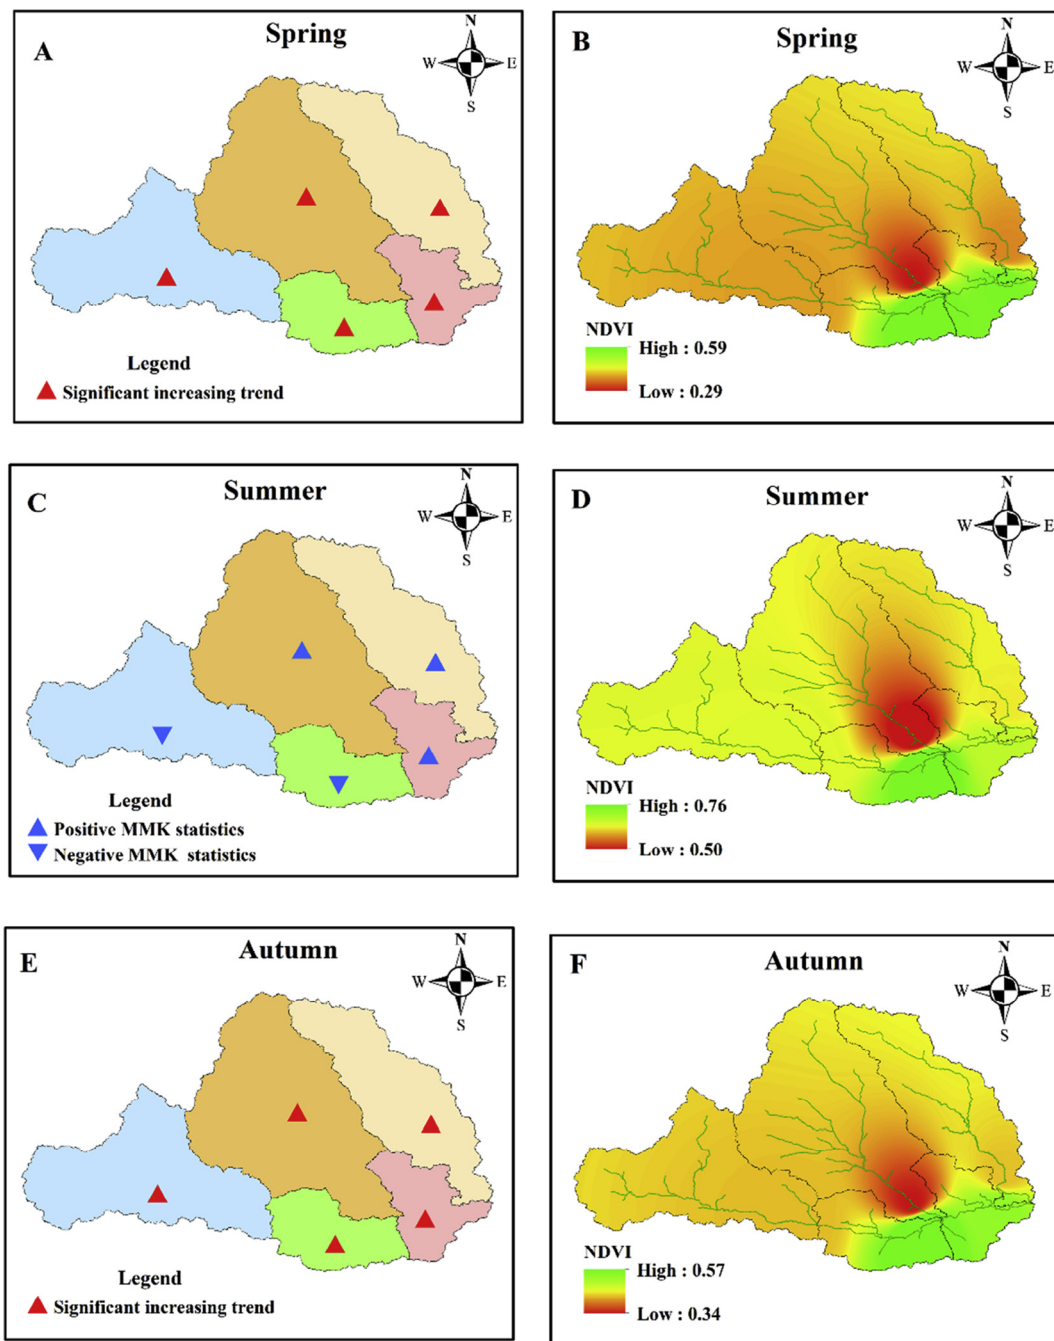 A
Spring
N
W
E
S
Legend
Significant increasing trend
B
Spring
N
W
E
S
NDVI
High : 0.59
Low : 0.29
C
Summer
N
W
E
S
Legend
Positive MMK statistics
Negative MMK statistics
D
Summer
N
W
E
S
NDVI
High : 0.76
Low : 0.50
E
Autumn
N
W
E
S
Legend
Significant increasing trend
F
Autumn
N
W
E
S
NDVI
High : 0.57
Low : 0.34